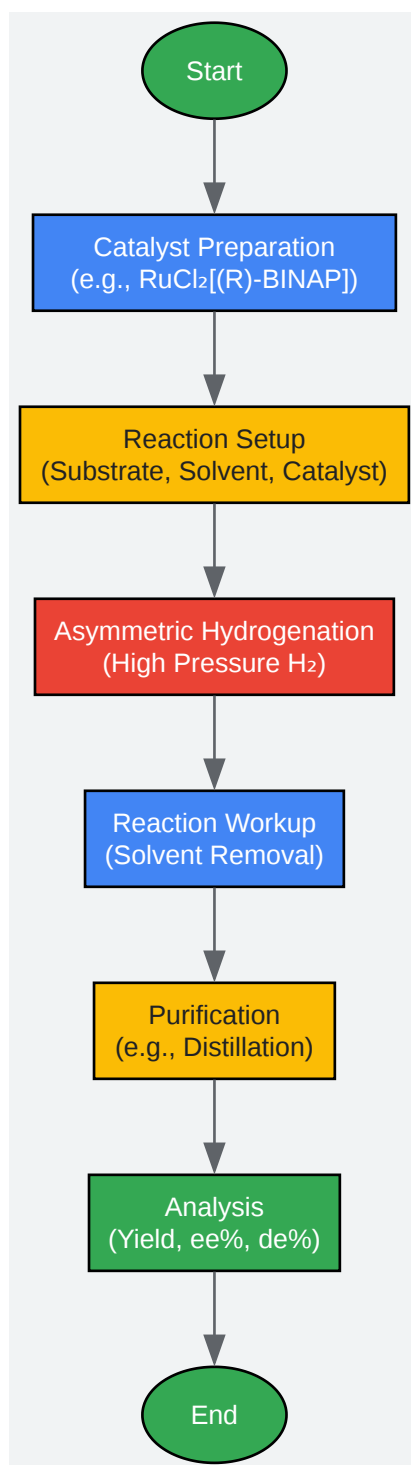 Start
Catalyst Preparation
(e.g., RuCl₂[(R)-BINAP])
Reaction Setup
(Substrate, Solvent, Catalyst)
Asymmetric Hydrogenation
(High Pressure H₂)
Reaction Workup
(Solvent Removal)
Purification
(e.g., Distillation)
Analysis
(Yield, ee%, de%)
End